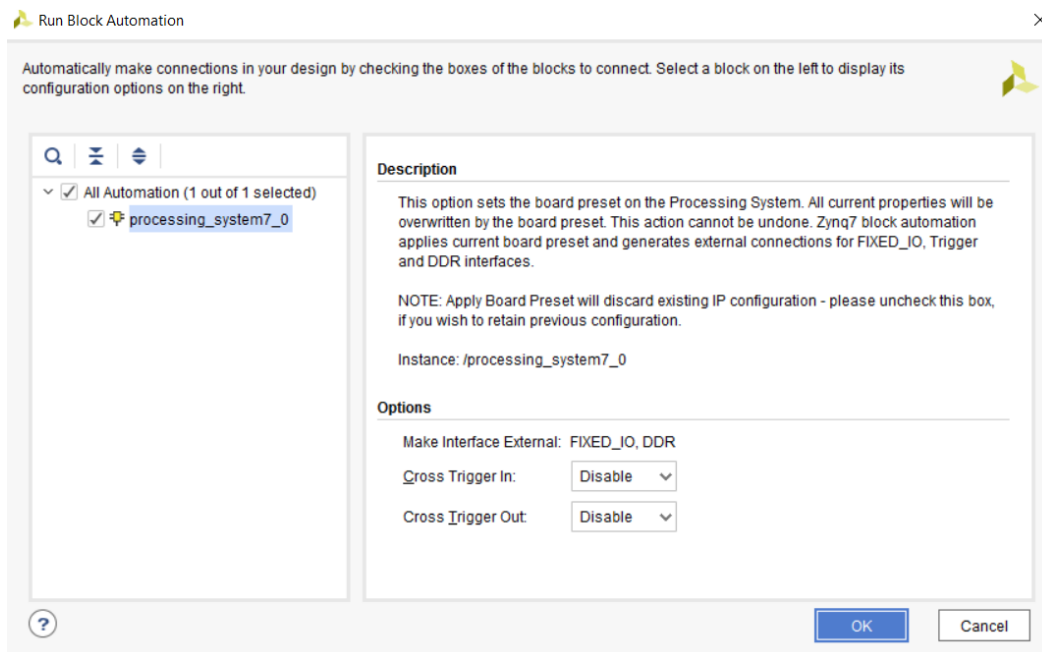 Run Block Automation
Automatically make connections in your design by checking the boxes of the blocks to connect. Select a block on the left to display its
configuration options on the right.
All Automation (1 out of 1 selected)
processing_system7_0
Description
This option sets the board preset on the Processing System. All current properties will be
overwritten by the board preset. This action cannot be undone. Zynq7 block automation
applies current board preset and generates external connections for FIXED_IO, Trigger
and DDR interfaces.
NOTE: Apply Board Preset will discard existing IP configuration - please uncheck this box,
if you wish to retain previous configuration.
Instance: /processing_system7_0
Options
Make Interface External: FIXED_IO, DDR
Cross Trigger In: Disable
Cross Trigger Out: Disable
? OK Cancel